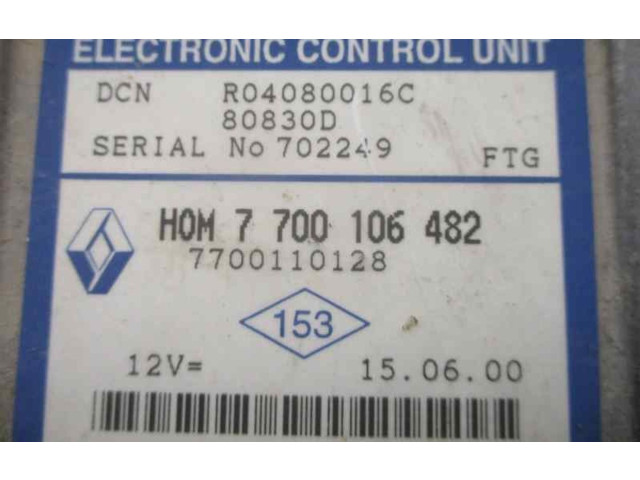 ELECTRONIC CONTROL UNIT
DCN R04080016C
80830D
SERIAL No 702249 FTG
HOM 7 700 106 482
7700110128
153
12V= 15.06.00